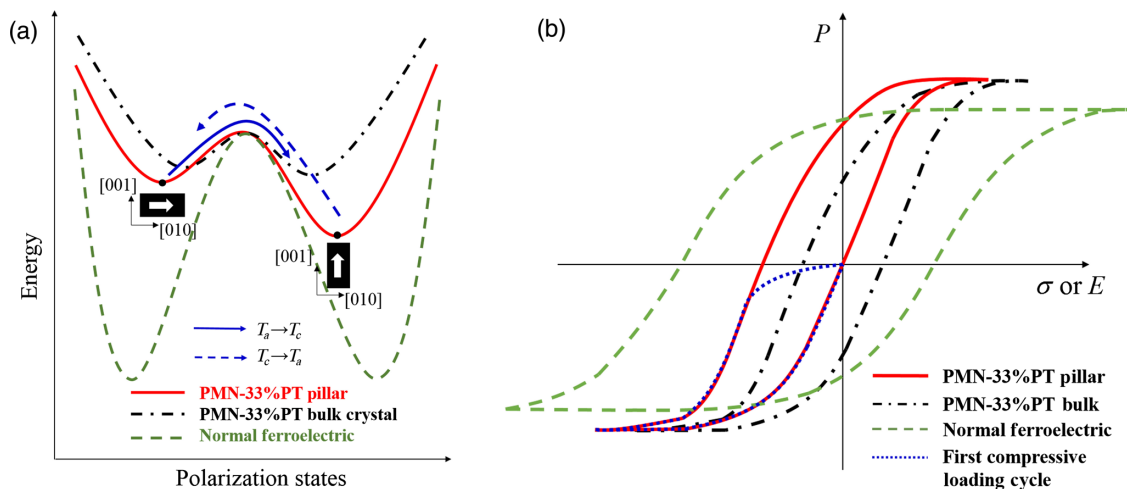 (a)
[001]
[010]
[001]
[010]
Energy
Tₐ→T꜀
T꜀→Tₐ
PMN-33%PT pillar
PMN-33%PT bulk crystal
Normal ferroelectric
Polarization states
(b)
P
σ or E
PMN-33%PT pillar
PMN-33%PT bulk
Normal ferroelectric
First compressive
loading cycle